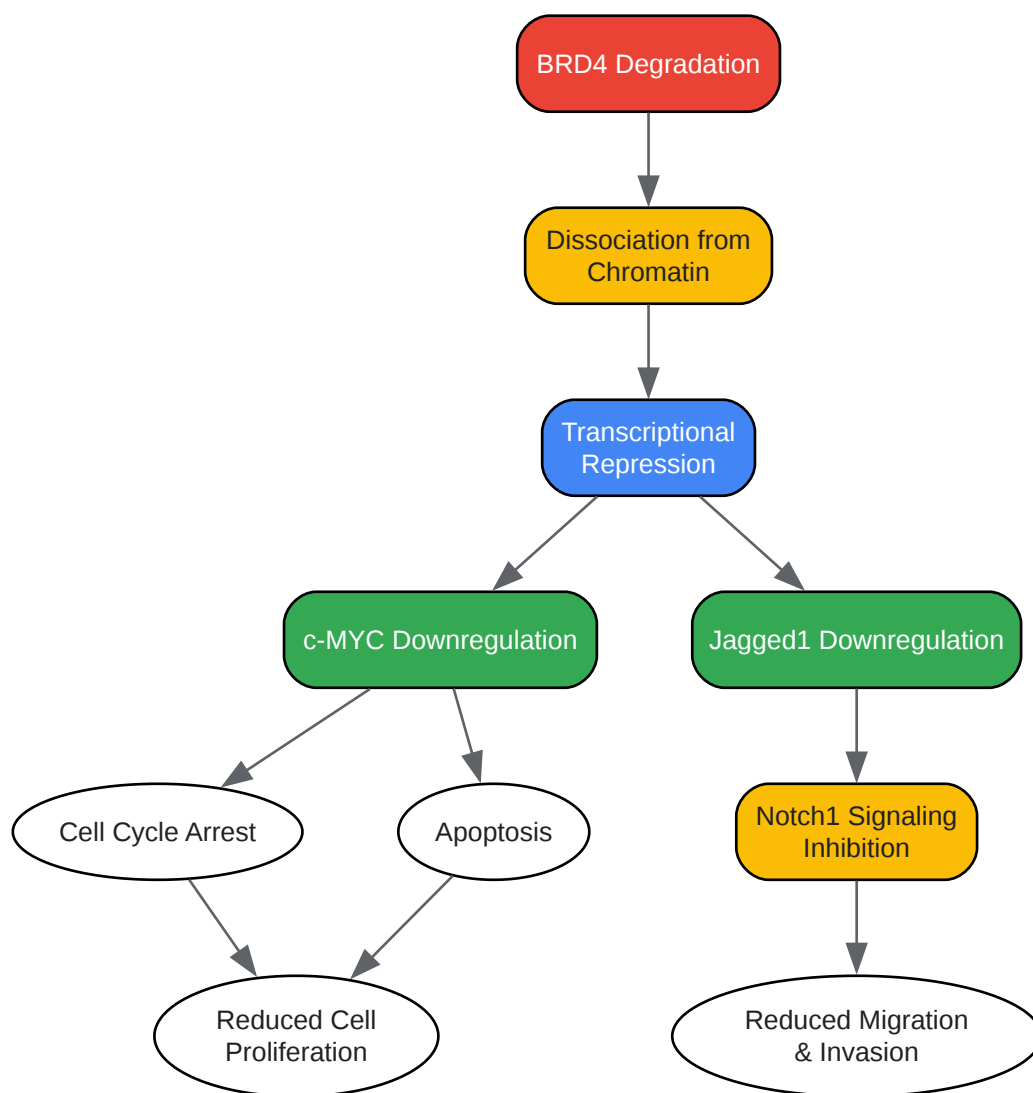 BRD4 Degradation
Dissociation from
Chromatin
Transcriptional
Repression
c-MYC Downregulation
Jagged1 Downregulation
Cell Cycle Arrest
Apoptosis
Notch1 Signaling
Inhibition
Reduced Cell
Proliferation
Reduced Migration
& Invasion